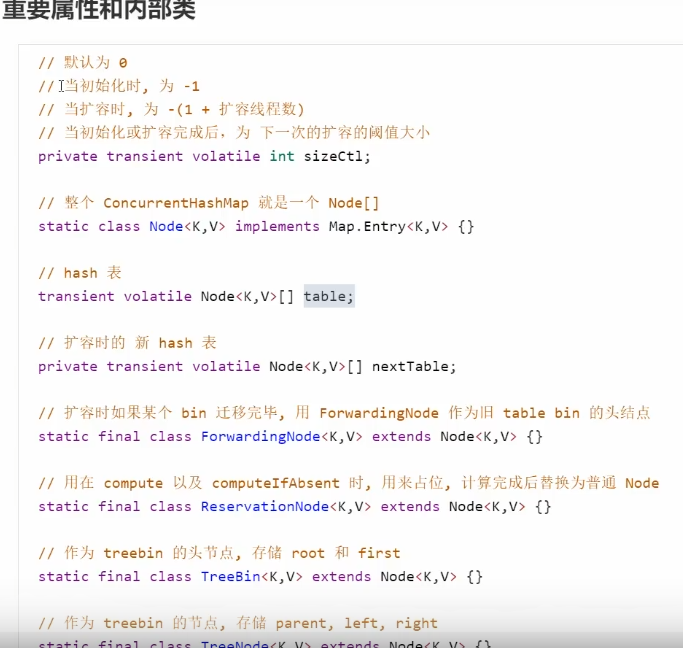 重要属性和内部类
// 默认为 0
// 当初始化时, 为 -1
// 当扩容时, 为 -(1 + 扩容线程数)
// 当初始化或扩容完成后，为 下一次的扩容的阈值大小
private transient volatile int sizeCtl;
// 整个 ConcurrentHashMap 就是一个 Node[]
static class Node<K,V> implements Map.Entry<K,V> {}
// hash 表
transient volatile Node<K,V>[] table;
// 扩容时的 新 hash 表
private transient volatile Node<K,V>[] nextTable;
// 扩容时如果某个 bin 迁移完毕, 用 ForwardingNode 作为旧 table bin 的头结点
static final class ForwardingNode<K,V> extends Node<K,V> {}
// 用在 compute 以及 computeIfAbsent 时, 用来占位, 计算完成后替换为普通 Node
static final class ReservationNode<K,V> extends Node<K,V> {}
// 作为 treebin 的头节点, 存储 root 和 first
static final class TreeBin<K,V> extends Node<K,V> {}
// 作为 treebin 的节点, 存储 parent, left, right
static final class TreeNode<K,V> extends Node<K,V> {}